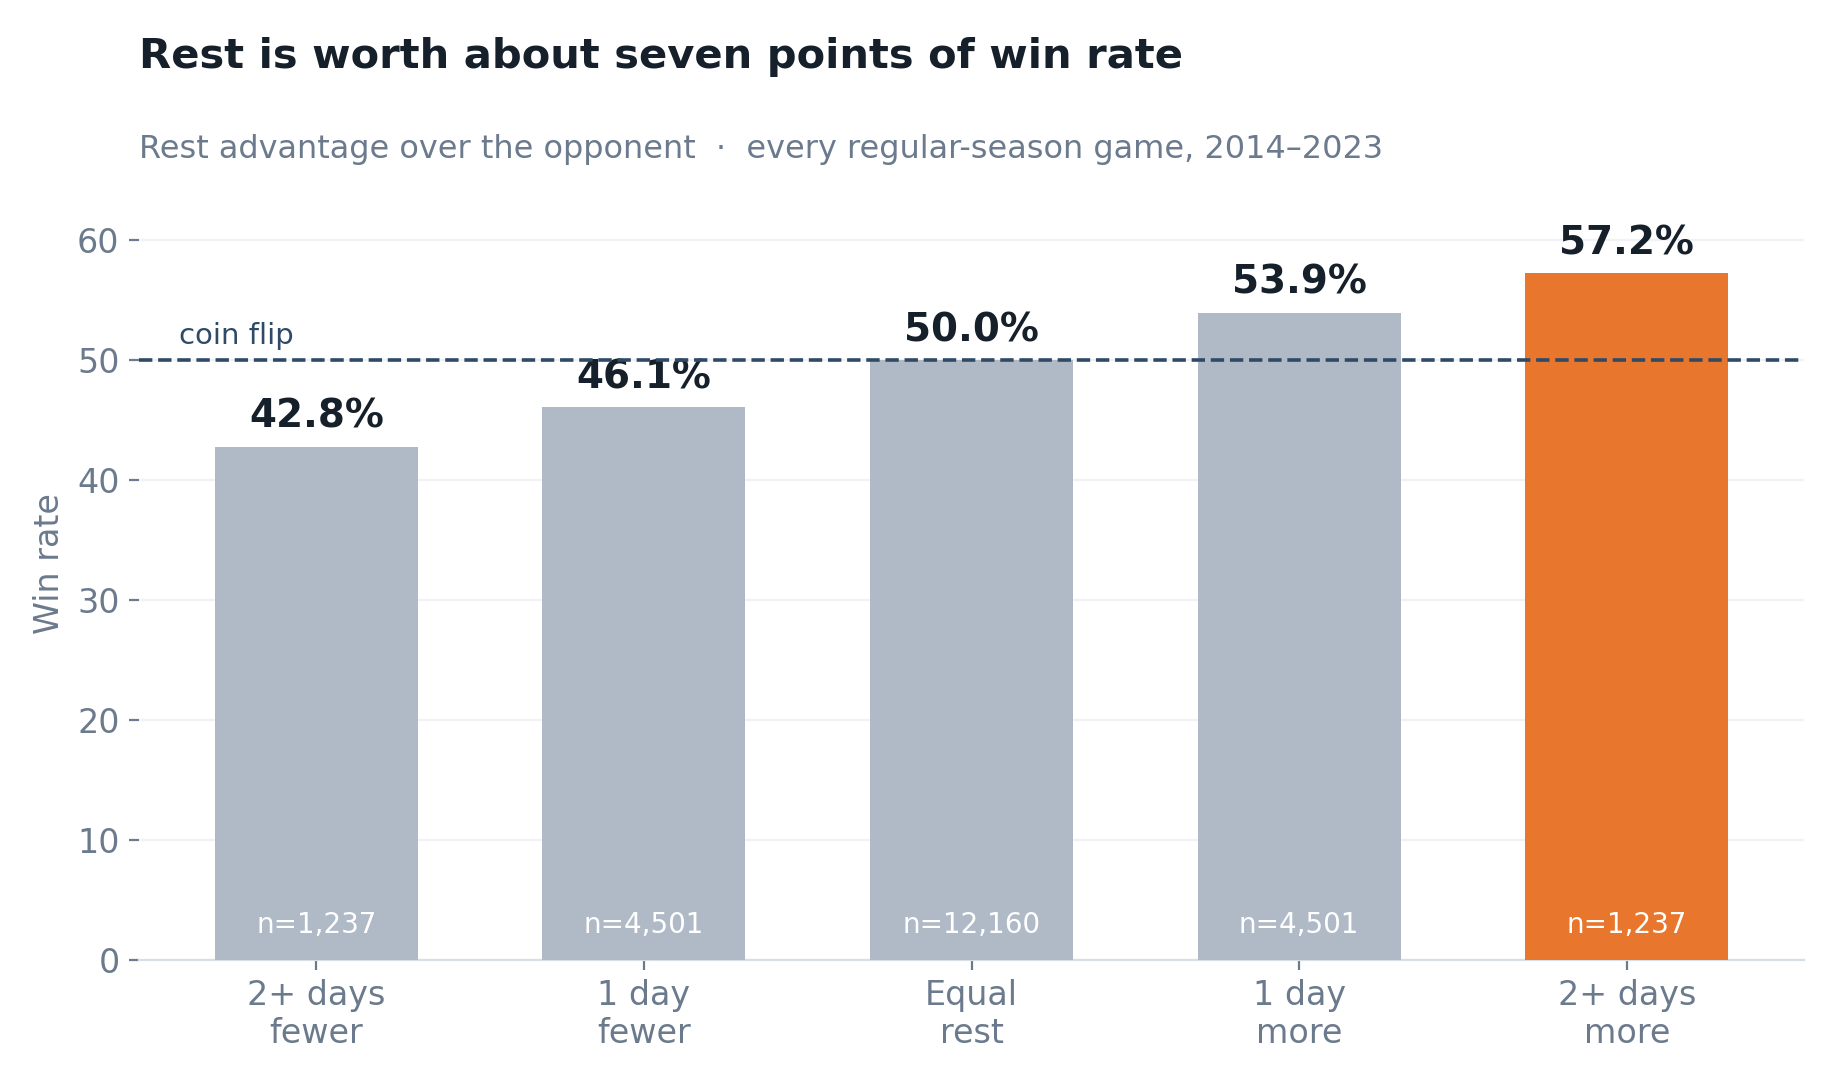 Rest is worth about seven points of win rate
Rest advantage over the opponent · every regular-season game, 2014–2023
Win rate
60
50
40
30
20
10
0
coin flip
42.8%
46.1%
50.0%
53.9%
57.2%
n=1,237
n=4,501
n=12,160
n=4,501
n=1,237
2+ days
fewer
1 day
fewer
Equal
rest
1 day
more
2+ days
more